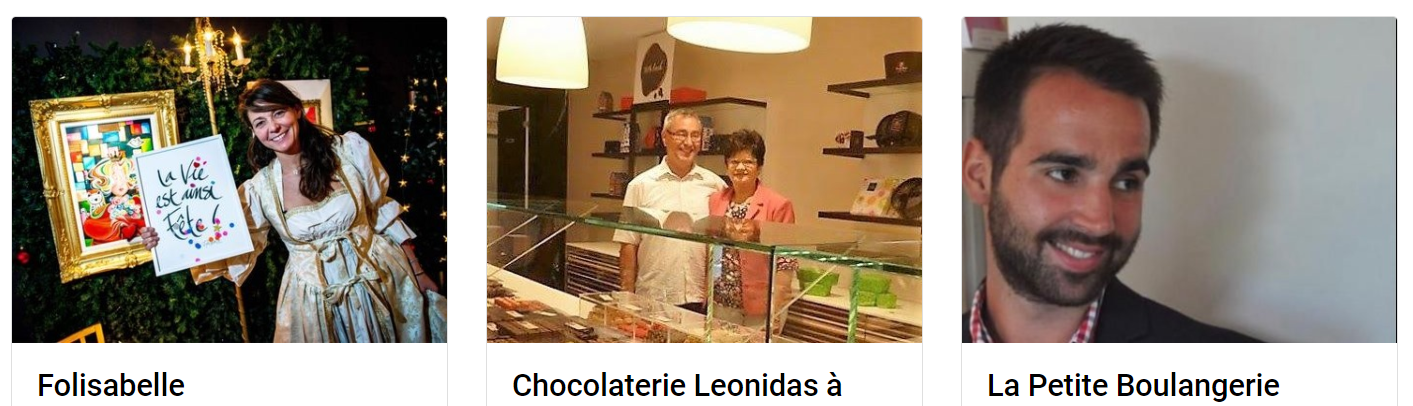 La Vie
est ainsi
Fête !
Folisabelle
Chocolaterie Leonidas à
La Petite Boulangerie